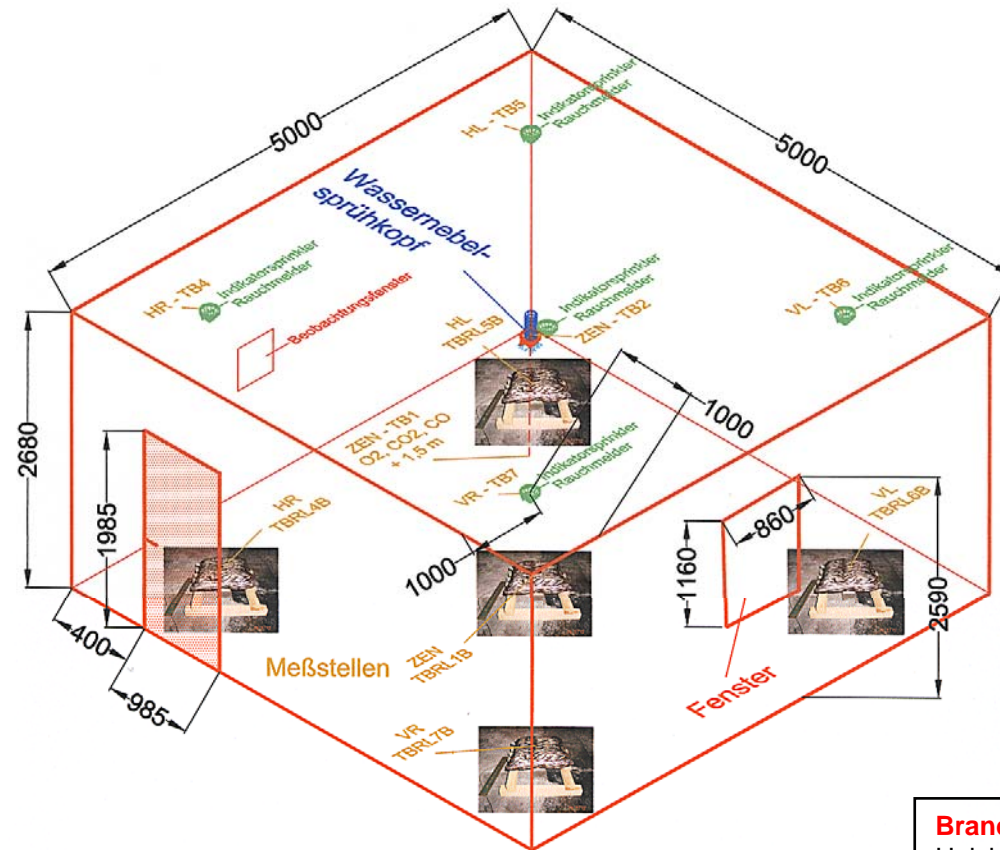 5000
5000
HL - TB5
Indikatorsprinkler
Rauchmelder
Wassernebel-
sprühkopf
HR - TB4
Indikatorsprinkler
Rauchmelder
Beobachtungsfenster
HL
TBRL5B
Indikatorsprinkler
Rauchmelder
ZEN - TB2
VL - TB6
Indikatorsprinkler
Rauchmelder
2680
1985
ZEN - TB1
O2, CO2, CO
+ 1,5 m
1000
VR - TB7
Indikatorsprinkler
Rauchmelder
HR
TBRL4B
1000
860
1160
VL
TBRL6B
2590
400
985
Meßstellen
ZEN
TBRL1B
Fenster
VR
TBRL7B